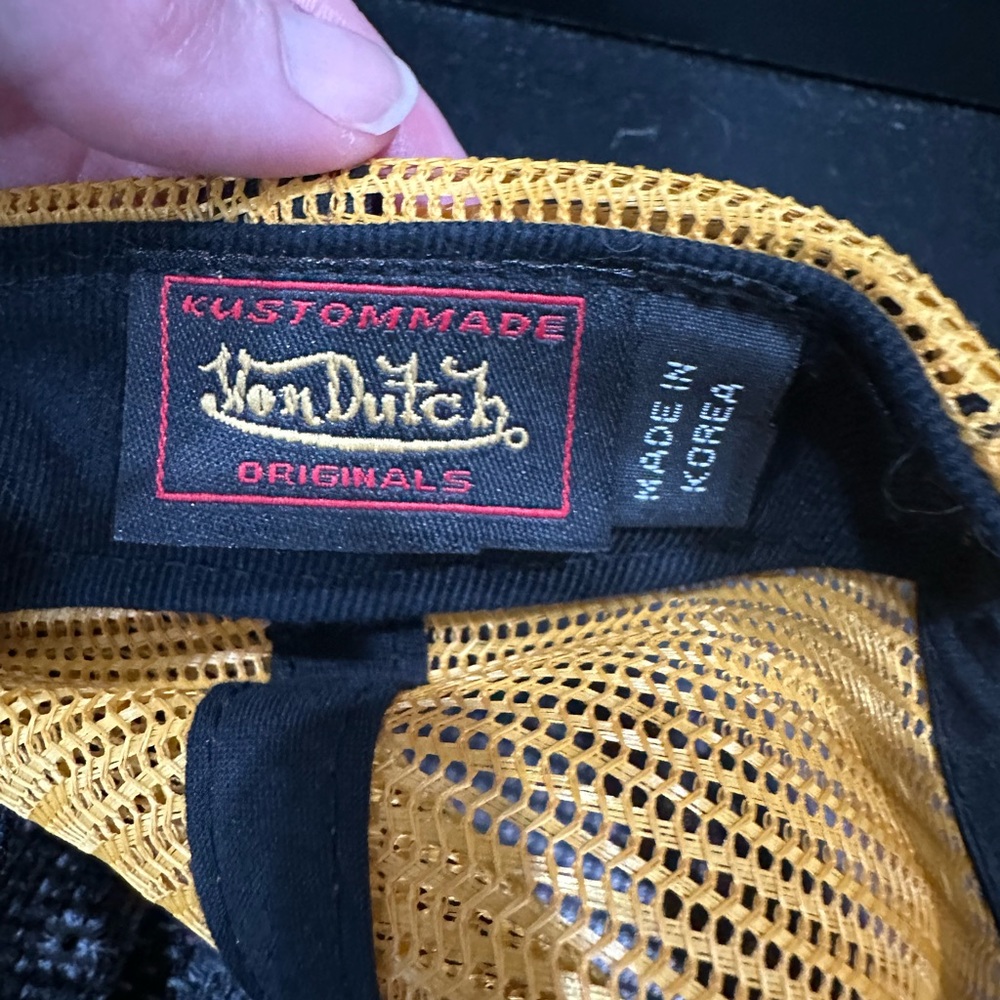 KUSTOMMADE
Von Dutch
ORIGINALS
MADE IN
KOREA